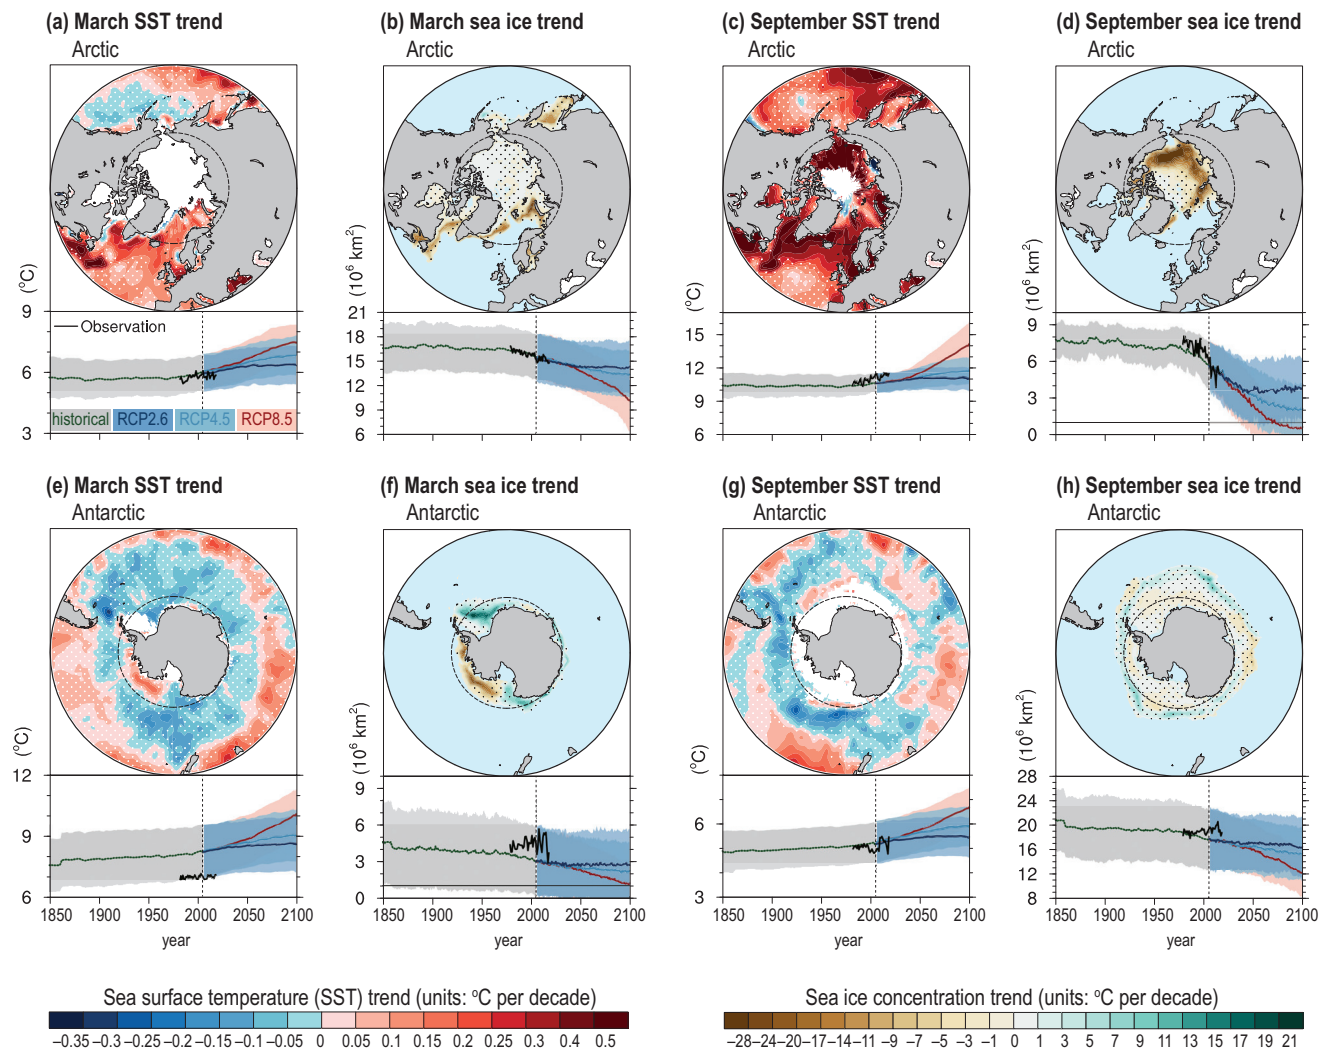 (a) March SST trend
Arctic
(b) March sea ice trend
Arctic
(c) September SST trend
Arctic
(d) September sea ice trend
Arctic
(°C)
9
6
3
Observation
historical
RCP2.6
RCP4.5
RCP8.5
(10⁶ km²)
21
18
15
12
9
6
(°C)
15
12
9
6
(10⁶ km²)
9
6
3
1
0
(e) March SST trend
Antarctic
(f) March sea ice trend
Antarctic
(g) September SST trend
Antarctic
(h) September sea ice trend
Antarctic
(°C)
12
9
6
1850 1900 1950 2000 2050 2100
year
(10⁶ km²)
9
6
3
1
0
1850 1900 1950 2000 2050 2100
year
(°C)
6
3
1850 1900 1950 2000 2050 2100
year
(10⁶ km²)
28
24
20
16
12
8
1850 1900 1950 2000 2050 2100
year
Sea surface temperature (SST) trend (units: °C per decade)
−0.35 −0.3 −0.25 −0.2 −0.15 −0.1 −0.05 0 0.05 0.1 0.15 0.2 0.25 0.3 0.4 0.5
Sea ice concentration trend (units: °C per decade)
−28 −24 −20 −17 −14 −11 −9 −7 −5 −3 −1 0 1 5 7 9 11 13 15 17 19 21